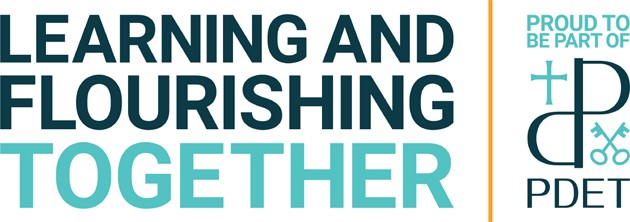 LEARNING AND
FLOURISHING
TOGETHER
PROUD TO
BE PART OF
PDET